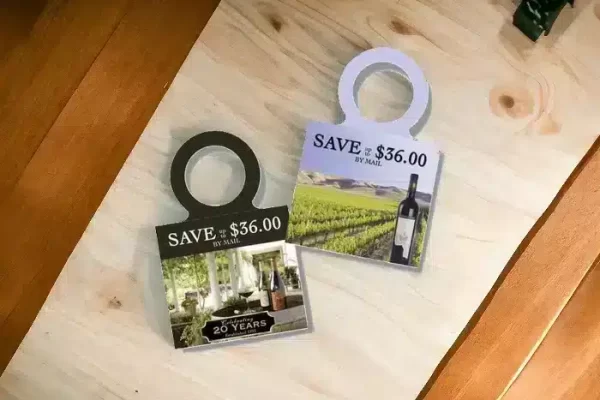 SAVE up to $36.00
BY MAIL
SAVE up to $36.00
BY MAIL
Celebrating
20 YEARS